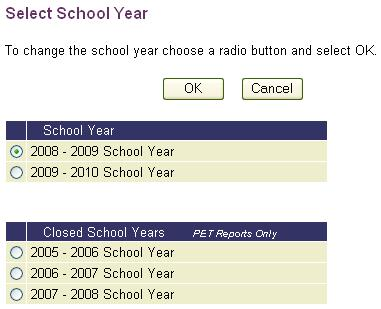 Select School Year
To change the school year choose a radio button and select OK.
OK Cancel
School Year
2008 - 2009 School Year
2009 - 2010 School Year
Closed School Years PET Reports Only
2005 - 2006 School Year
2006 - 2007 School Year
2007 - 2008 School Year